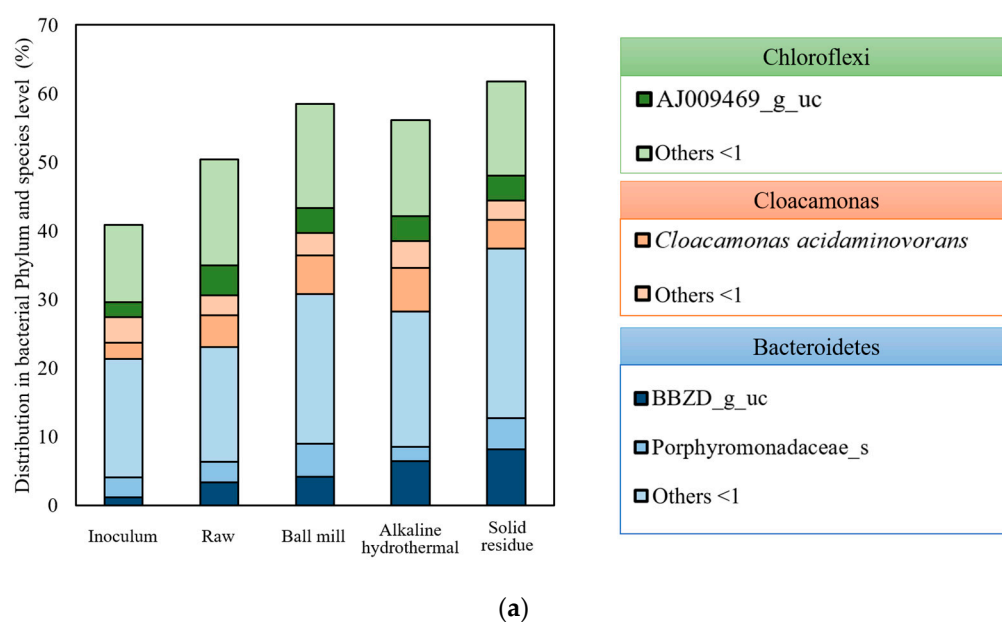 Distribution in bacterial Phylum and species level (%)
70
60
50
40
30
20
10
0
Inoculum
Raw
Ball mill
Alkaline
hydrothermal
Solid
residue
Chloroflexi
AJ009469_g_uc
Others <1
Cloacamonas
Cloacamonas acidaminovorans
Others <1
Bacteroidetes
BBZD_g_uc
Porphyromonadaceae_s
Others <1
(a)